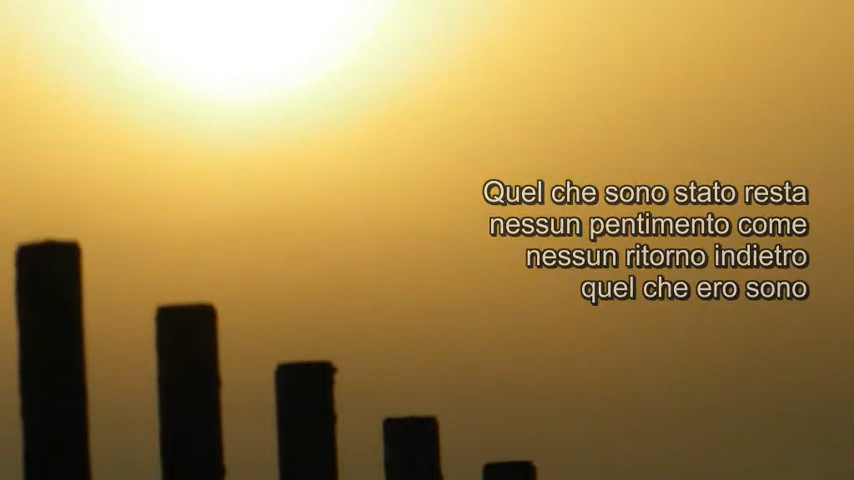 Quel che sono stato resta
nessun pentimento come
nessun ritorno indietro
quel che ero sono